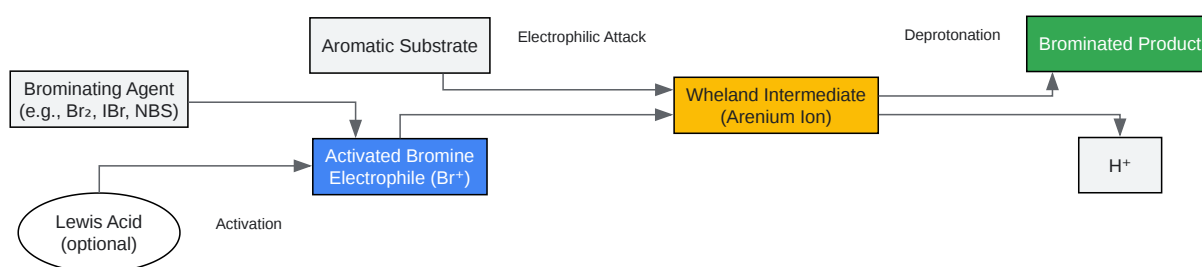 Aromatic Substrate
Electrophilic Attack
Deprotonation
Brominated Product
Brominating Agent
(e.g., Br₂, IBr, NBS)
Wheland Intermediate
(Arenium Ion)
Activated Bromine
Electrophile (Br⁺)
H⁺
Lewis Acid
(optional)
Activation